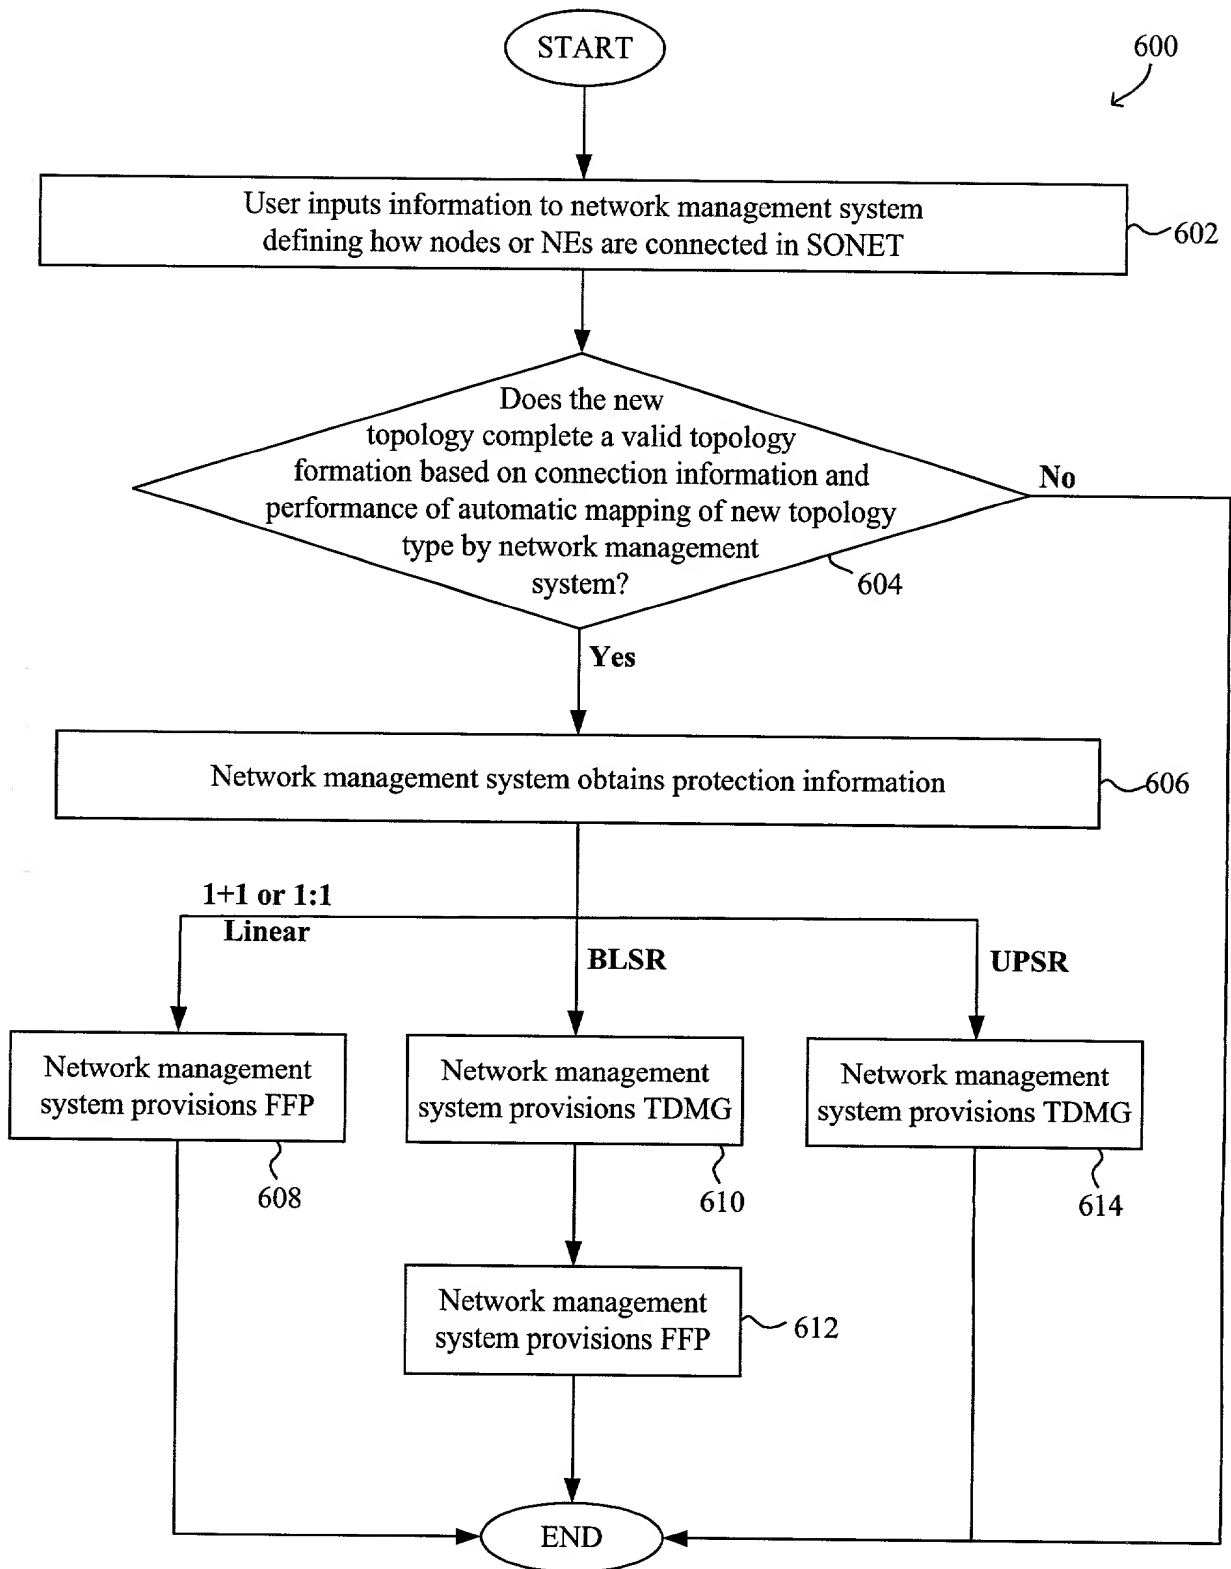 START
600
User inputs information to network management system
defining how nodes or NEs are connected in SONET
602
Does the new
topology complete a valid topology
formation based on connection information and
performance of automatic mapping of new topology
type by network management
system?
No
604
Yes
Network management system obtains protection information
606
1+1 or 1:1
Linear
BLSR
UPSR
Network management
system provisions FFP
608
Network management
system provisions TDMG
610
Network management
system provisions TDMG
614
Network management
system provisions FFP
612
END